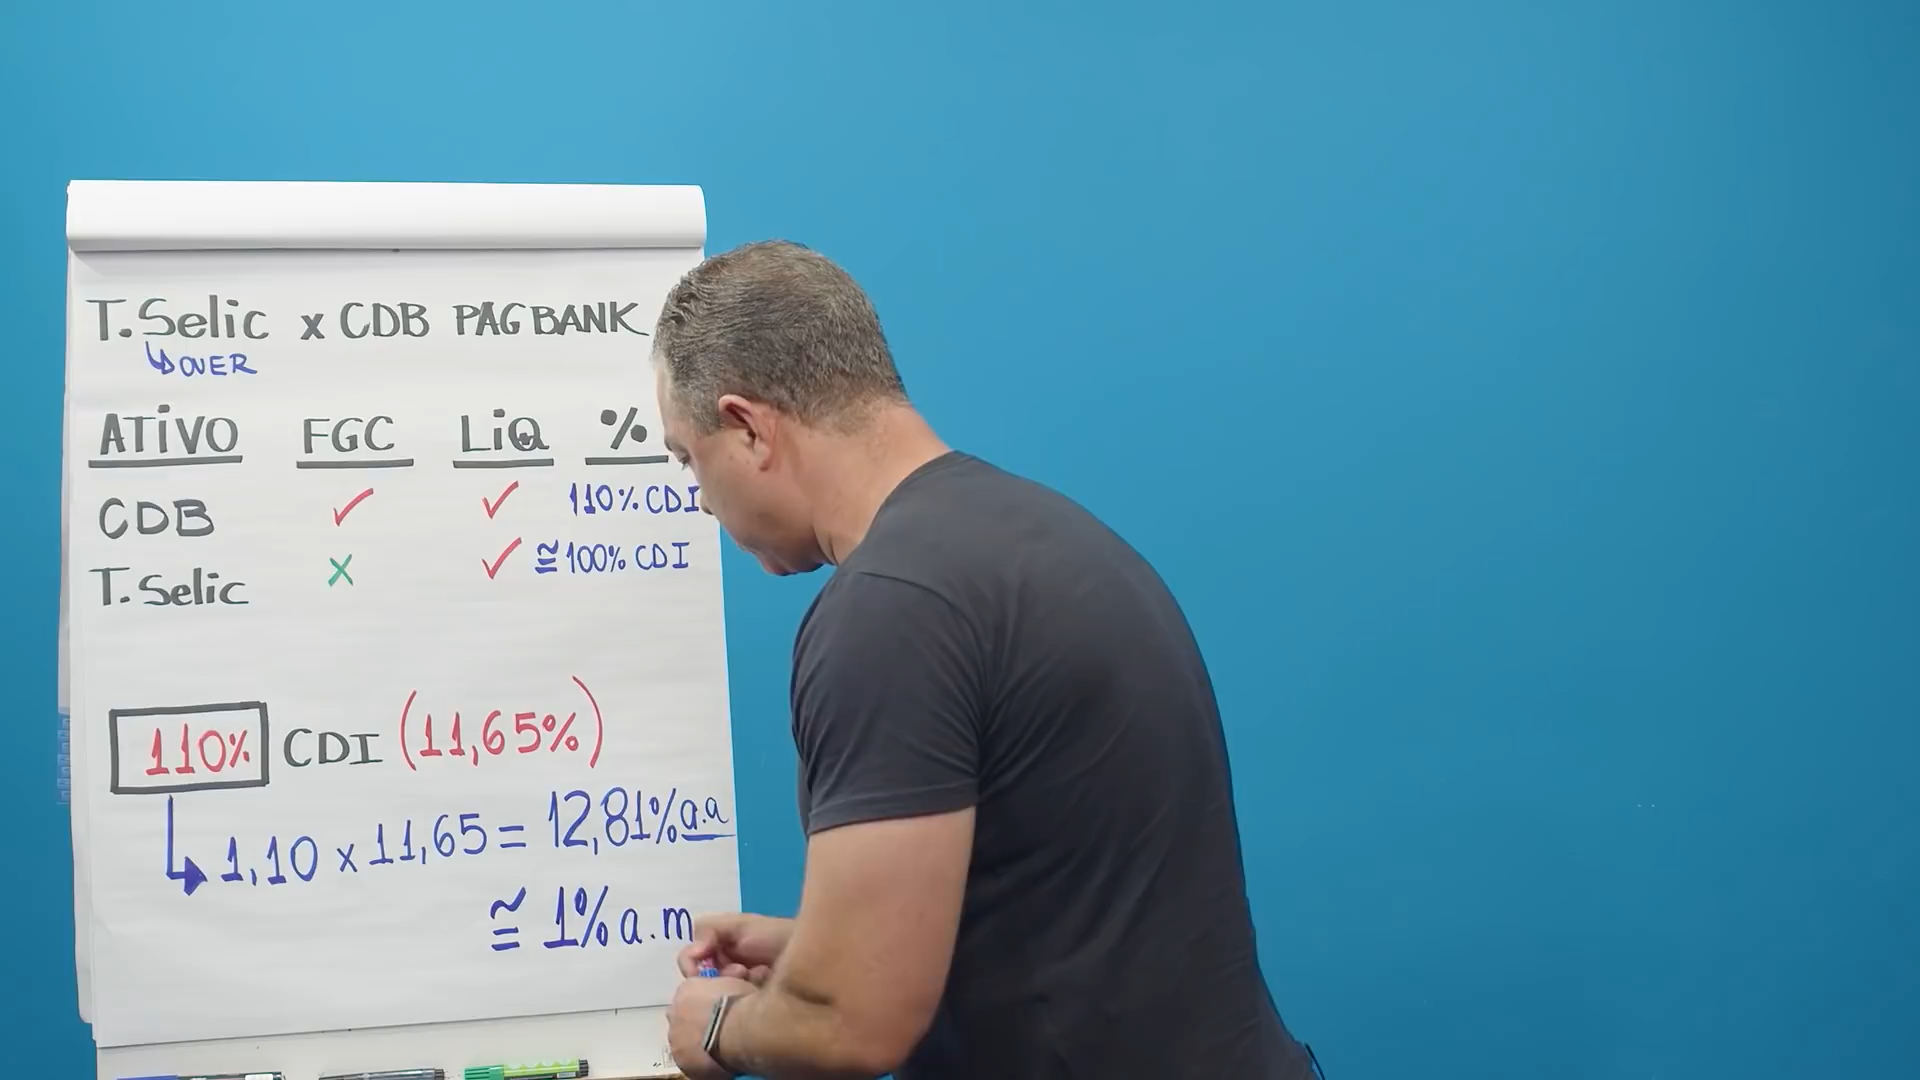 T.Selic x CDB PAGBANK
↳OVER
ATIVO FGC LIQ %
CDB ✓ ✓ 110% CDI
T.Selic X ✓ ≅100% CDI
110% CDI (11,65%)
↳ 1,10 x 11,65 = 12,81% a.a
≅ 1% a.m